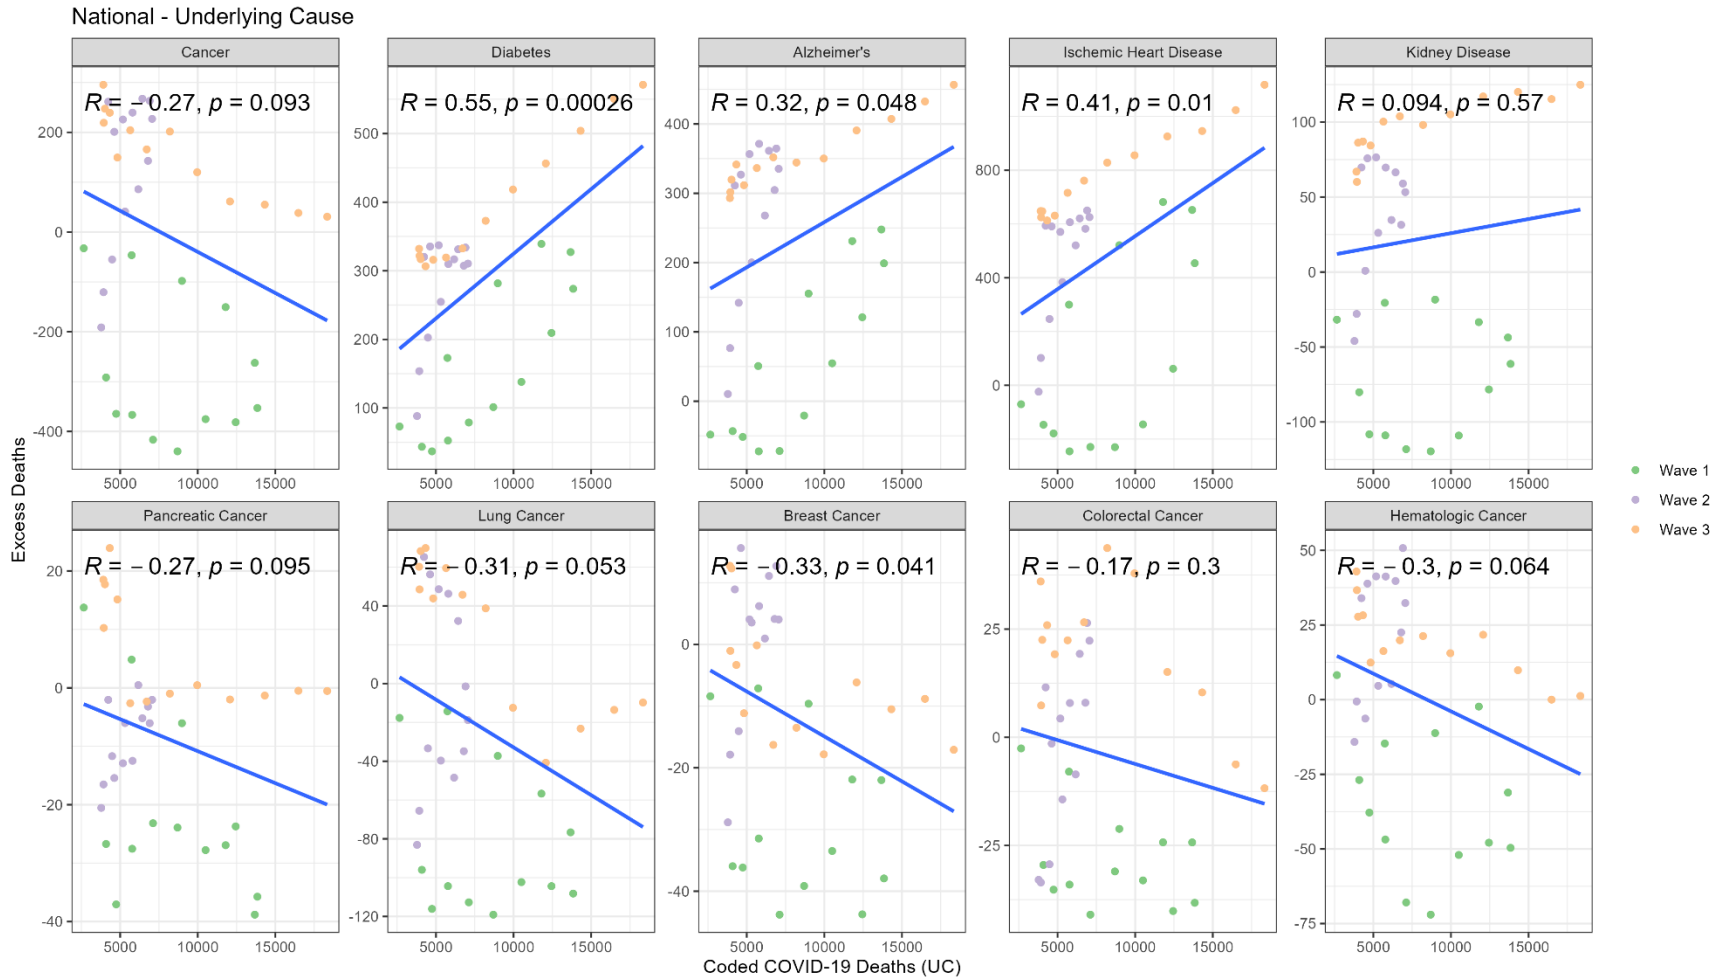 National - Underlying Cause
Cancer
Diabetes
Alzheimer's
Ischemic Heart Disease
Kidney Disease
R = −0.27, p = 0.093
R = 0.55, p = 0.00026
R = 0.32, p = 0.048
R = 0.41, p = 0.01
R = 0.094, p = 0.57
200
0
-200
-400
500
400
300
200
100
400
300
200
100
0
800
400
0
100
50
0
-50
-100
5000 10000 15000
5000 10000 15000
5000 10000 15000
5000 10000 15000
5000 10000 15000
Excess Deaths
Wave 1
Wave 2
Wave 3
Pancreatic Cancer
Lung Cancer
Breast Cancer
Colorectal Cancer
Hematologic Cancer
R = −0.27, p = 0.095
R = −0.31, p = 0.053
R = −0.33, p = 0.041
R = −0.17, p = 0.3
R = −0.3, p = 0.064
20
0
-20
-40
40
0
-40
-80
-120
0
-20
-40
25
0
-25
50
25
0
-25
-50
-75
5000 10000 15000
5000 10000 15000
5000 10000 15000
5000 10000 15000
5000 10000 15000
Coded COVID-19 Deaths (UC)